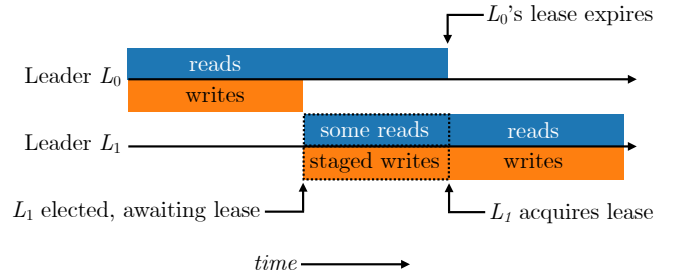 L₀’s lease expires
reads
Leader L₀
writes
some reads
reads
Leader L₁
staged writes
writes
L₁ elected, awaiting lease
L₁ acquires lease
time